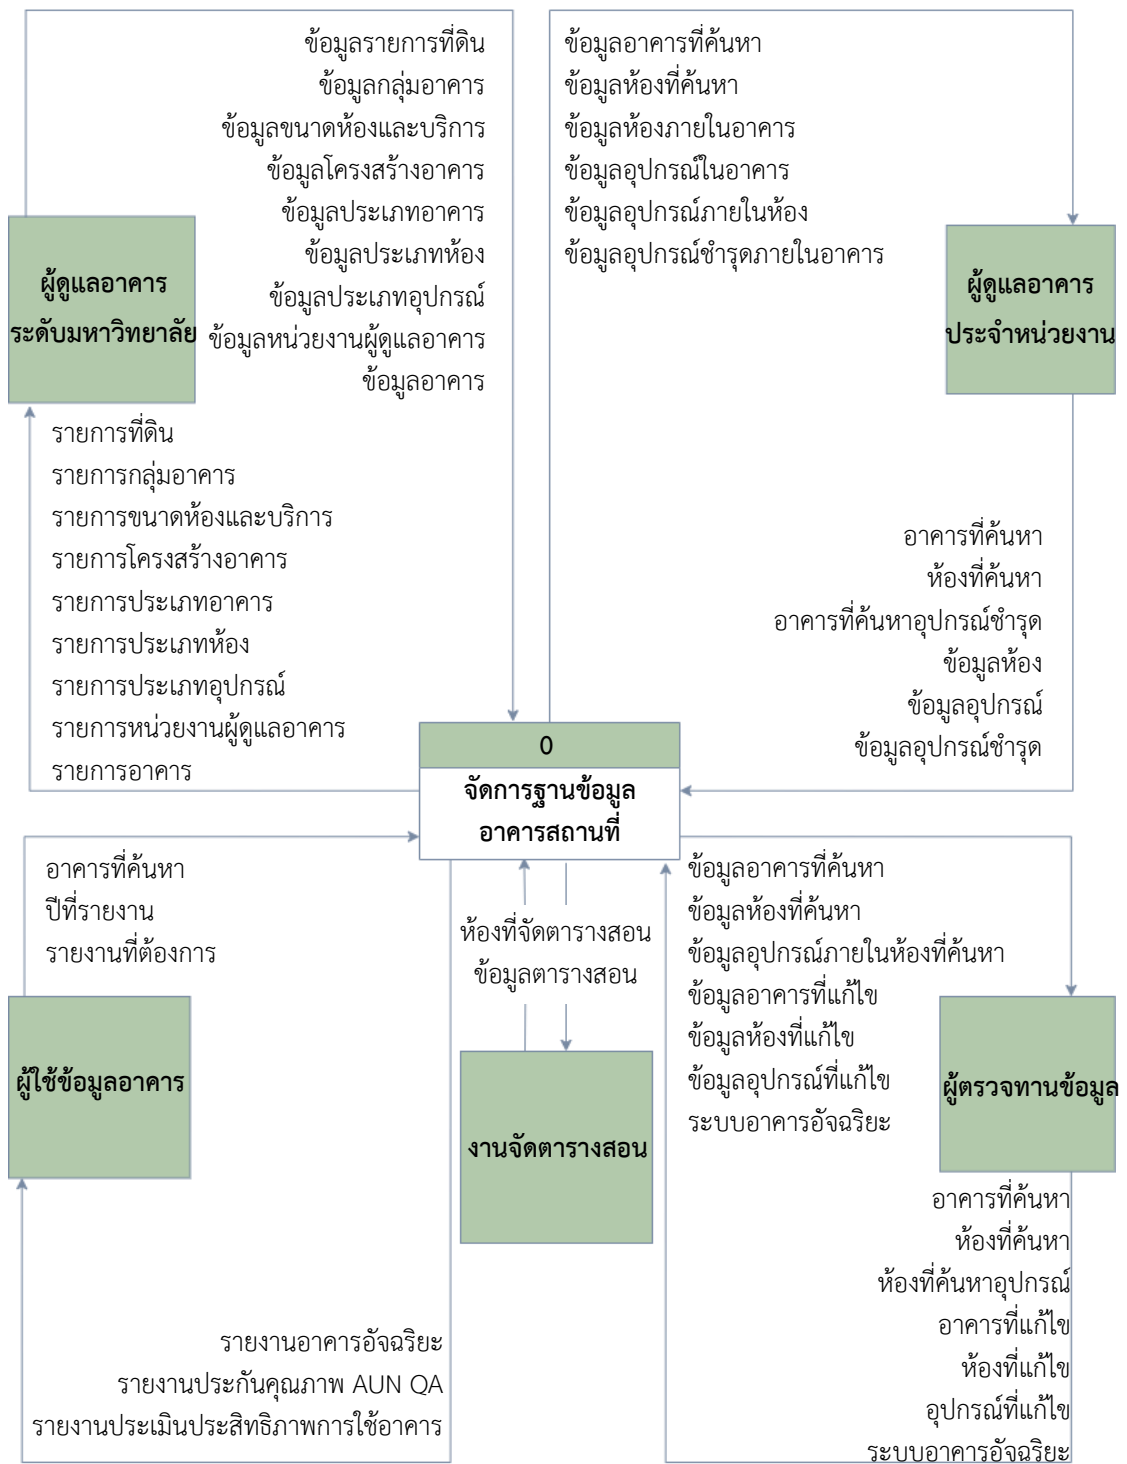 ข้อมูลรายการที่ดิน
ข้อมูลกลุ่มอาคาร
ข้อมูลขนาดห้องและบริการ
ข้อมูลโครงสร้างอาคาร
ข้อมูลประเภทอาคาร
ข้อมูลประเภทห้อง
ข้อมูลประเภทอุปกรณ์
ข้อมูลหน่วยงานผู้ดูแลอาคาร
ข้อมูลอาคาร
ข้อมูลอาคารที่ค้นหา
ข้อมูลห้องที่ค้นหา
ข้อมูลห้องภายในอาคาร
ข้อมูลอุปกรณ์ในอาคาร
ข้อมูลอุปกรณ์ภายในห้อง
ข้อมูลอุปกรณ์ชำรุดภายในอาคาร
ผู้ดูแลอาคาร
ระดับมหาวิทยาลัย
ผู้ดูแลอาคาร
ประจำหน่วยงาน
รายการที่ดิน
รายการกลุ่มอาคาร
รายการขนาดห้องและบริการ
รายการโครงสร้างอาคาร
รายการประเภทอาคาร
รายการประเภทห้อง
รายการประเภทอุปกรณ์
รายการหน่วยงานผู้ดูแลอาคาร
รายการอาคาร
อาคารที่ค้นหา
ห้องที่ค้นหา
อาคารที่ค้นหาอุปกรณ์ชำรุด
ข้อมูลห้อง
ข้อมูลอุปกรณ์
ข้อมูลอุปกรณ์ชำรุด
0
จัดการฐานข้อมูล
อาคารสถานที่
อาคารที่ค้นหา
ปีที่รายงาน
รายงานที่ต้องการ
ห้องที่จัดตารางสอน
ข้อมูลตารางสอน
ข้อมูลอาคารที่ค้นหา
ข้อมูลห้องที่ค้นหา
ข้อมูลอุปกรณ์ภายในห้องที่ค้นหา
ข้อมูลอาคารที่แก้ไข
ข้อมูลห้องที่แก้ไข
ข้อมูลอุปกรณ์ที่แก้ไข
ระบบอาคารอัจฉริยะ
ผู้ใช้ข้อมูลอาคาร
งานจัดตารางสอน
ผู้ตรวจทานข้อมูล
อาคารที่ค้นหา
ห้องที่ค้นหา
ห้องที่ค้นหาอุปกรณ์
อาคารที่แก้ไข
ห้องที่แก้ไข
อุปกรณ์ที่แก้ไข
ระบบอาคารอัจฉริยะ
รายงานอาคารอัจฉริยะ
รายงานประกันคุณภาพ AUN QA
รายงานประเมินประสิทธิภาพการใช้อาคาร